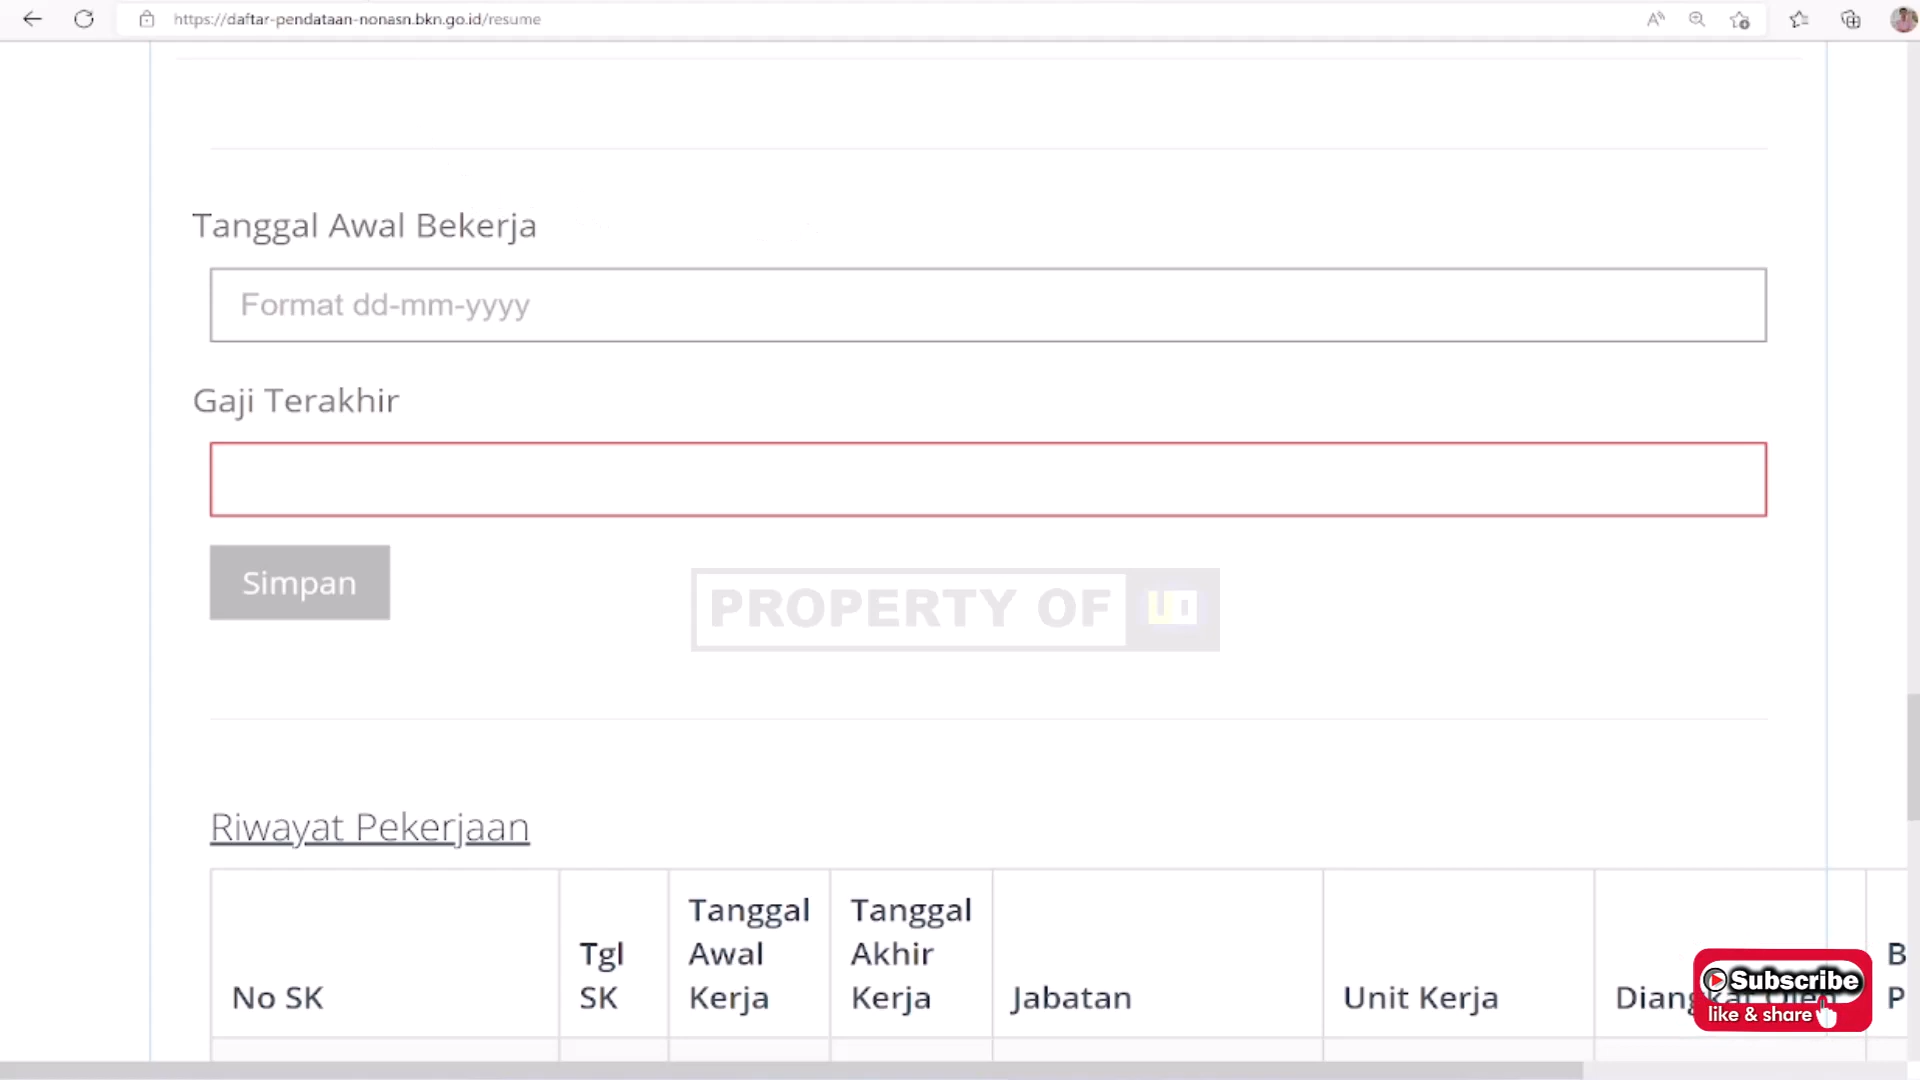 https://daftar-pendataan-nonasn.bkn.go.id/resume
Tanggal Awal Bekerja
Format dd-mm-yyyy
Gaji Terakhir
Simpan
PROPERTY OF
Riwayat Pekerjaan
No SK
Tgl SK
Tanggal Awal Kerja
Tanggal Akhir Kerja
Jabatan
Unit Kerja
Diangkat Oleh
Subscribe
like & share